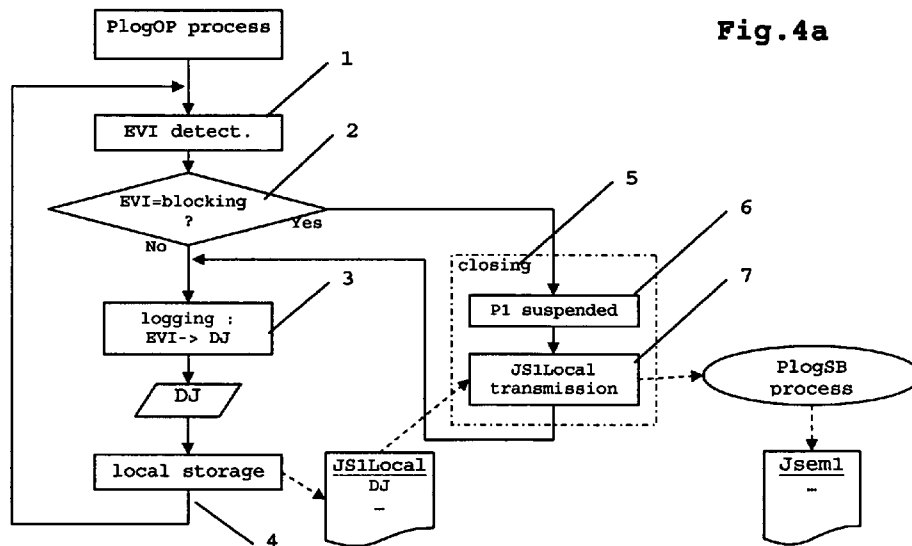 PlogOP process
Fig.4a
1
EVI detect.
2
EVI=blocking
?
Yes
No
5
6
closing
7
3
P1 suspended
logging :
EVI-> DJ
JS1Local
transmission
PlogSB
process
DJ
local storage
JS1Local
DJ
–
Jsem1
…
4